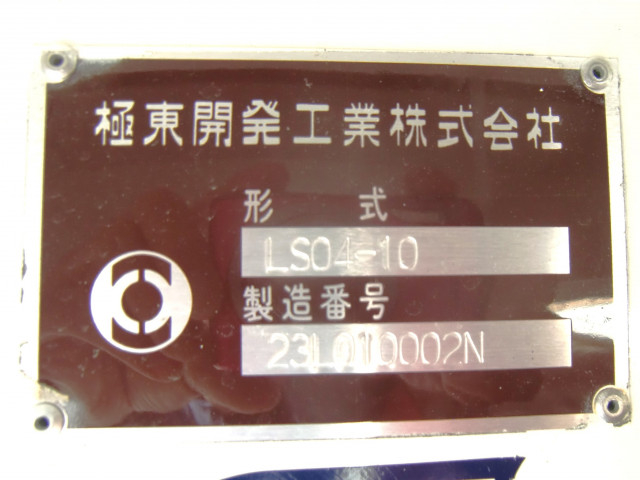 極東開発工業株式会社
形 式
LS04-10
製造番号
23L010002N